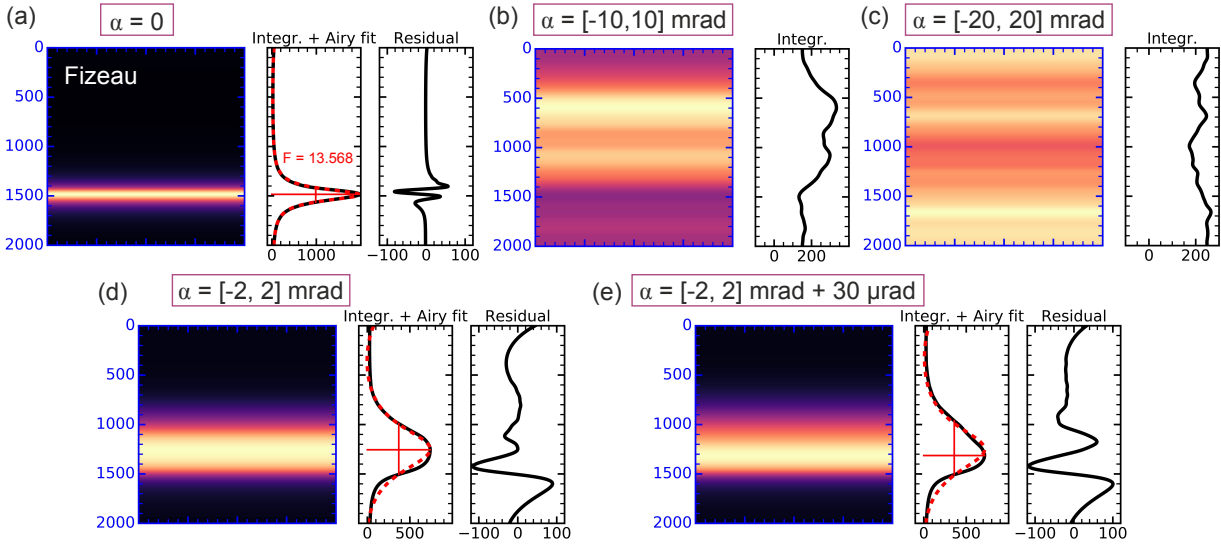 (a)
α = 0
Integr. + Airy fit
Residual
Fizeau
F = 13.568
0
500
1000
1500
2000
0 1000
−100 0 100
(b)
α = [-10,10] mrad
Integr.
0
500
1000
1500
2000
0 200
(c)
α = [-20, 20] mrad
Integr.
0
500
1000
1500
2000
0 200
(d)
α = [-2, 2] mrad
Integr. + Airy fit
Residual
0
500
1000
1500
2000
0 500
−100 0 100
(e)
α = [-2, 2] mrad + 30 μrad
Integr. + Airy fit
Residual
0
500
1000
1500
2000
0 500
−100 0 100